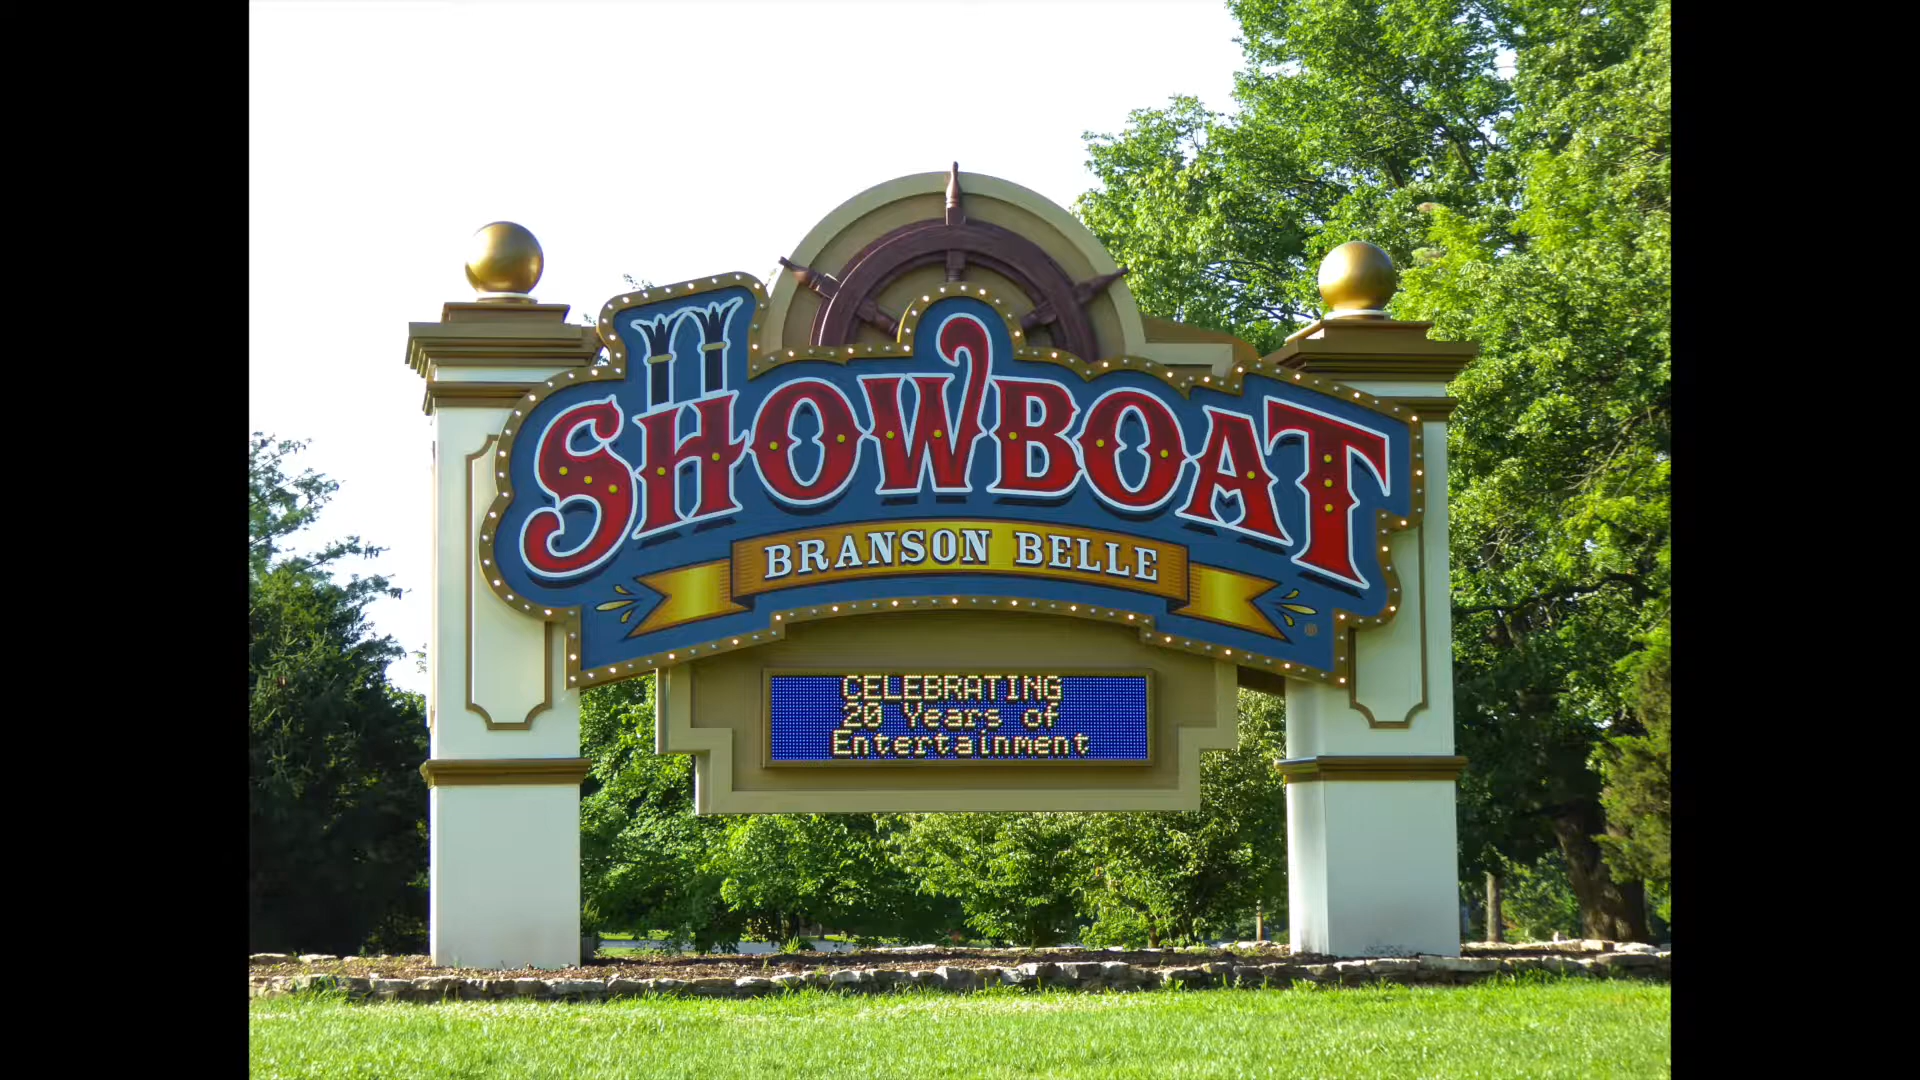 SHOWBOAT
BRANSON BELLE
CELEBRATING
20 Years of
Entertainment